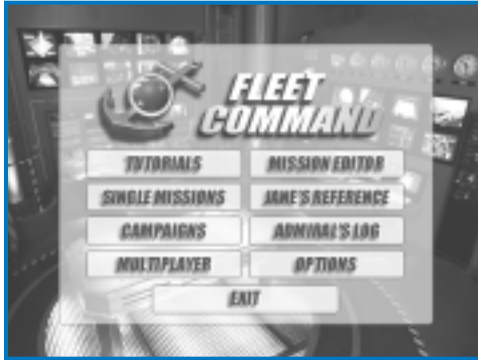 FLEET
COMMAND
TUTORIALS
MISSION EDITOR
SINGLE MISSIONS
JANE'S REFERENCE
CAMPAIGNS
ADMIRAL'S LOG
MULTIPLAYER
OPTIONS
EXIT